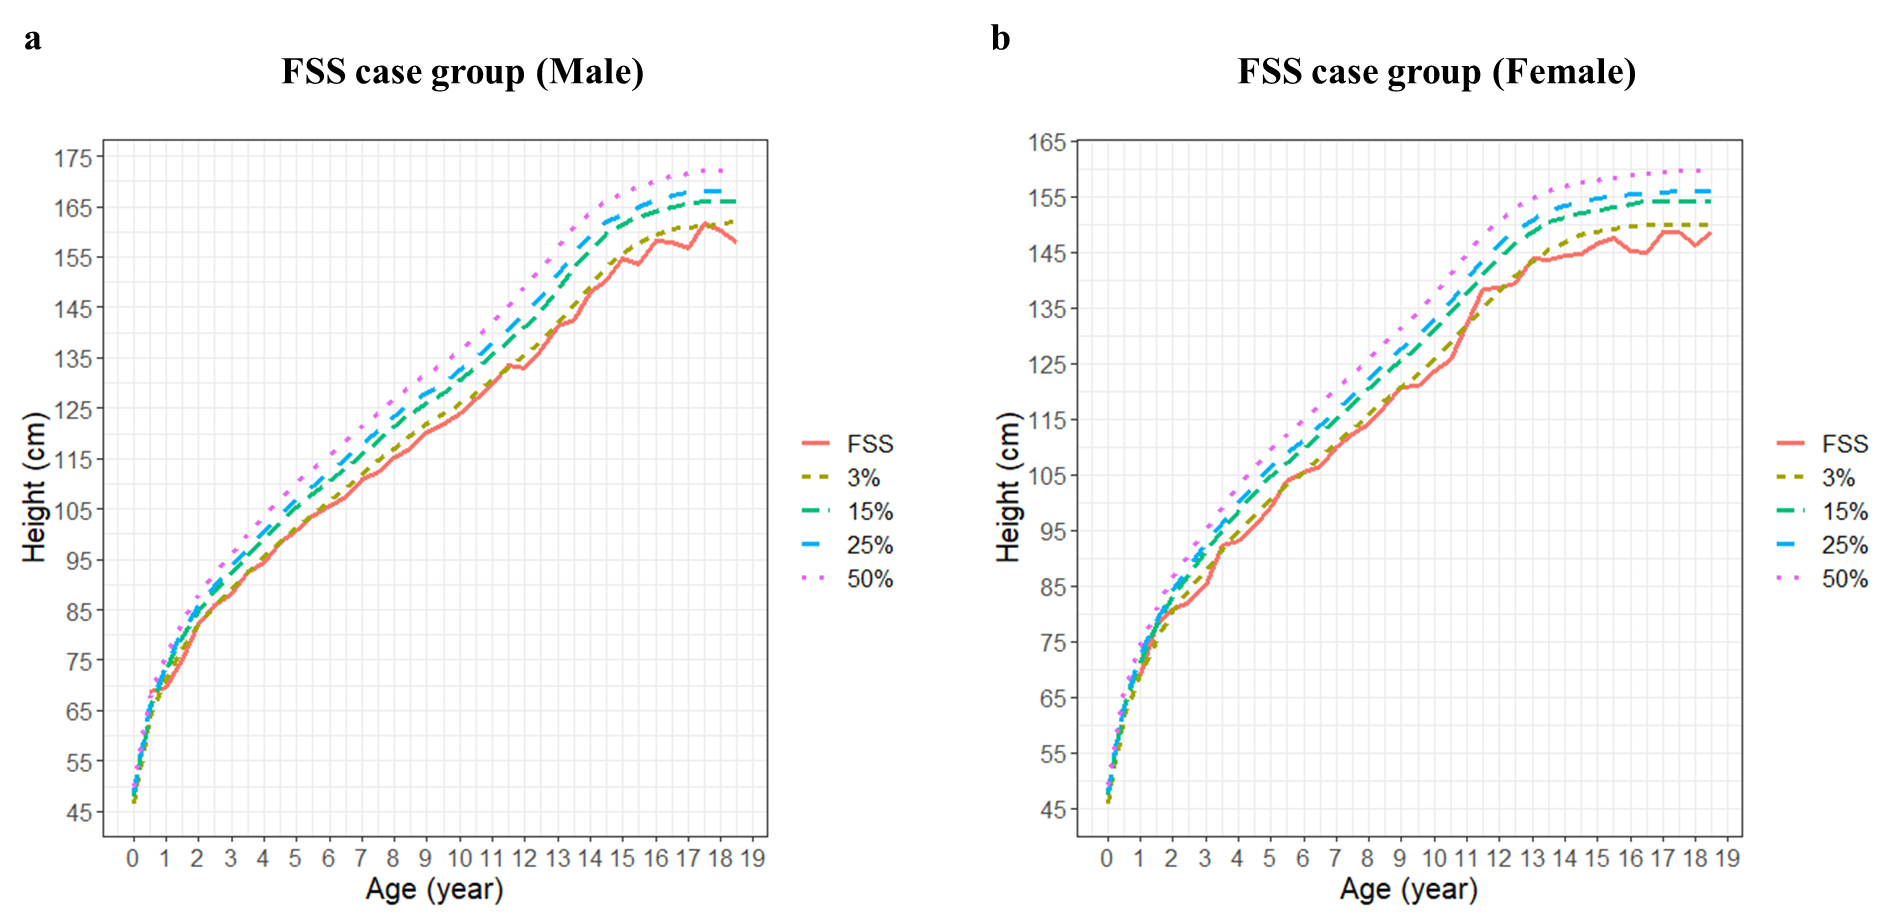 a
FSS case group (Male)
175
165
155
145
135
125
115
105
95
85
75
65
55
45
Height (cm)
0 1 2 3 4 5 6 7 8 9 10 11 12 13 14 15 16 17 18 19
Age (year)
FSS
3%
15%
25%
50%
b
FSS case group (Female)
165
155
145
135
125
115
105
95
85
75
65
55
45
Height (cm)
0 1 2 3 4 5 6 7 8 9 10 11 12 13 14 15 16 17 18 19
Age (year)
FSS
3%
15%
25%
50%